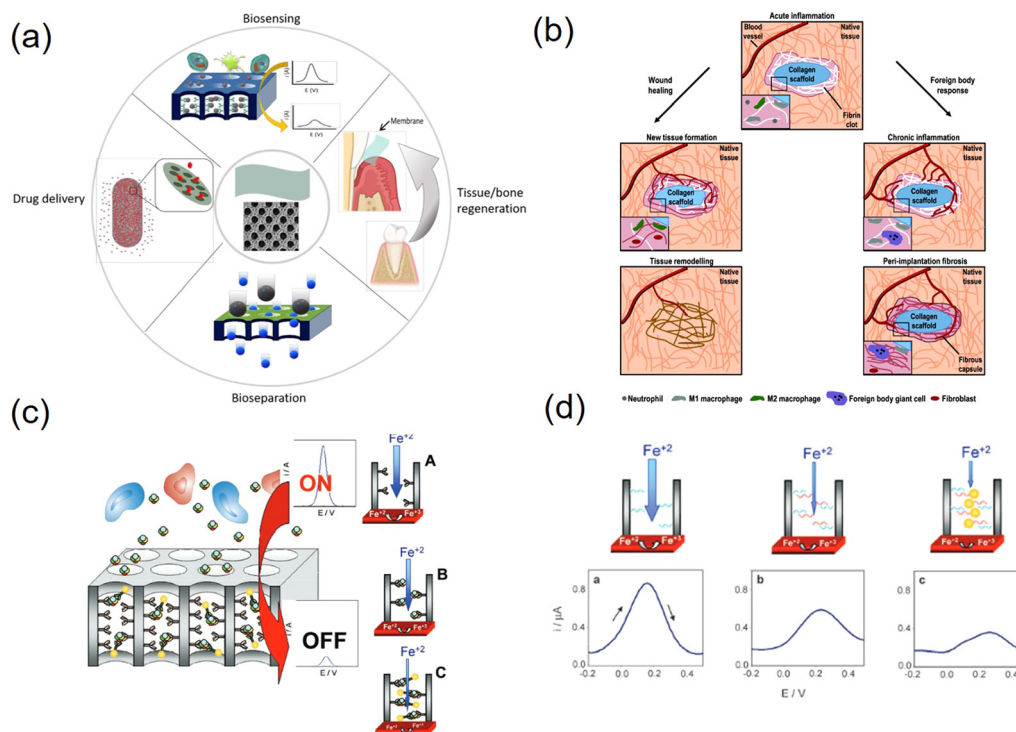 (a)
Biosensing
i (A)
E (V)
i (A)
E (V)
Membrane
Drug delivery
Tissue/bone
regeneration
Bioseparation
(b)
Acute inflammation
Blood
vessel
Native
tissue
Collagen
scaffold
Fibrin
clot
Wound
healing
Foreign body
response
New tissue formation
Native
tissue
Collagen
scaffold
Chronic inflammation
Native
tissue
Collagen
scaffold
Tissue remodelling
Native
tissue
Peri-implantation fibrosis
Native
tissue
Collagen
scaffold
Fibrous
capsule
Neutrophil M1 macrophage M2 macrophage Foreign body giant cell Fibroblast
(c)
i / A
ON
E / V
Fe+2
A
Fe+2 Fe+3
i / A
OFF
E / V
Fe+2
B
Fe+2 Fe+3
Fe+2
C
Fe+2 Fe+3
(d)
Fe+2 Fe+2 Fe+2
Fe+2 Fe+3 Fe+2 Fe+3 Fe+2 Fe+3
a
i / µA
0.8
0.4
0.0
0.0 0.2 0.4
b
0.8
0.4
0.0
0.0 0.2 0.4
c
0.8
0.4
0.0
0.0 0.2 0.4
E / V